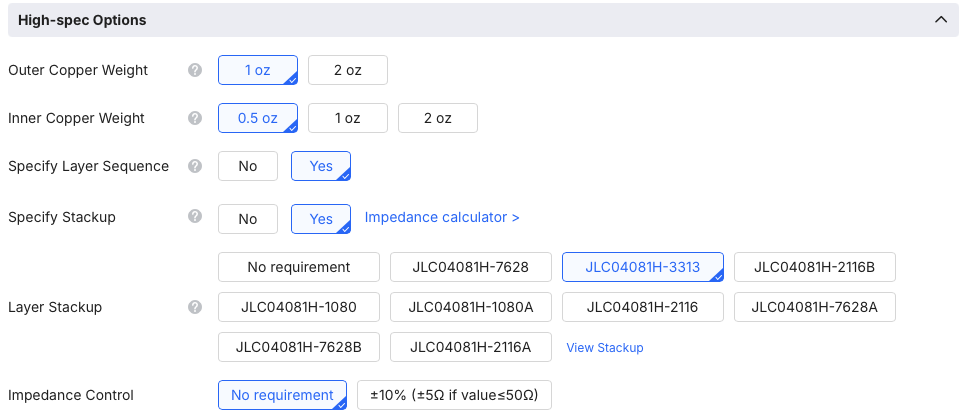 High-spec Options
Outer Copper Weight ? 1 oz 2 oz
Inner Copper Weight ? 0.5 oz 1 oz 2 oz
Specify Layer Sequence ? No Yes
Specify Stackup ? No Yes Impedance calculator >
No requirement JLC04081H-7628 JLC04081H-3313 JLC04081H-2116B
Layer Stackup ? JLC04081H-1080 JLC04081H-1080A JLC04081H-2116 JLC04081H-7628A
JLC04081H-7628B JLC04081H-2116A View Stackup
Impedance Control No requirement ±10% (±5Ω if value≤50Ω)